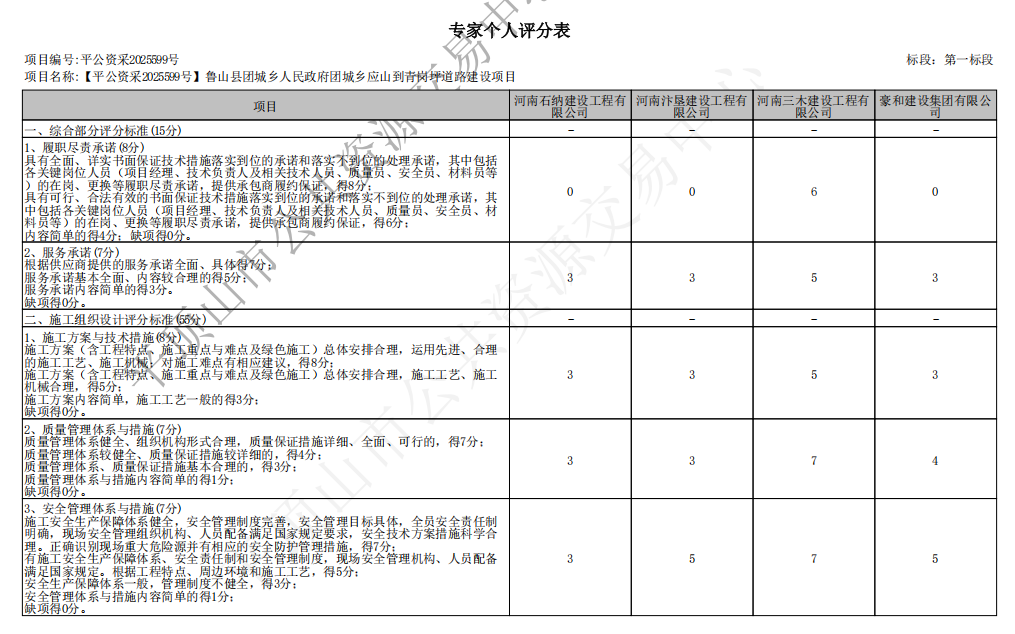 专家个人评分表
项目编号:平公资采2025599号
标段：第一标段
项目名称:【平公资采2025599号】鲁山县团城乡人民政府团城乡应山到青岗坪道路建设项目
项目
河南石纳建设工程有
限公司
河南汴垦建设工程有
限公司
河南三木建设工程有
限公司
豪和建设集团有限公
司
一、综合部分评分标准(15分)
—
—
—
—
1、履职尽责承诺(8分)
具有全面、详实书面保证技术措施落实到位的承诺和落实不到位的处理承诺，其中包括
各关键岗位人员（项目经理、技术负责人及相关技术人员、质量员、安全员、材料员等
）的在岗、更换等履职尽责承诺，提供承包商履约保证，得8分；
具有可行、合法有效的书面保证技术措施落实到位的承诺和落实不到位的处理承诺，其
中包括各关键岗位人员（项目经理、技术负责人及相关技术人员、质量员、安全员、材
料员等）的在岗、更换等履职尽责承诺，提供承包商履约保证，得6分；
内容简单的得4分；缺项得0分。
0
0
6
0
2、服务承诺(7分)
根据供应商提供的服务承诺全面、具体得7分；
服务承诺基本全面、内容较合理的得5分；
服务承诺内容简单的得3分。
缺项得0分。
3
3
5
3
二、施工组织设计评分标准(55分)
—
—
—
—
1、施工方案与技术措施(8分)
施工方案（含工程特点、施工重点与难点及绿色施工）总体安排合理，运用先进、合理
的施工工艺、施工机械，对施工难点有相应建议，得8分；
施工方案（含工程特点、施工重点与难点及绿色施工）总体安排合理，施工工艺、施工
机械合理，得5分；
施工方案内容简单，施工工艺一般的得3分；
缺项得0分。
3
3
5
3
2、质量管理体系与措施(7分)
质量管理体系健全、组织机构形式合理，质量保证措施详细、全面、可行的，得7分；
质量管理体系较健全、质量保证措施较详细的，得4分；
质量管理体系、质量保证措施基本合理的，得3分；
质量管理体系与措施内容简单的得1分；
缺项得0分。
3
3
7
4
3、安全管理体系与措施(7分)
施工安全生产保障体系健全，安全管理制度完善，安全管理目标具体，全员安全责任制
明确，现场安全管理组织机构、人员配备满足国家规定要求，安全技术方案措施科学合
理。正确识别现场重大危险源并有相应的安全防护管理措施，得7分；
有施工安全生产保障体系、安全责任制和安全管理制度，现场安全管理机构、人员配备
满足国家规定。根据工程特点、周边环境和施工工艺，得5分；
安全生产保障体系一般，管理制度不健全，得3分；
安全管理体系与措施内容简单的得1分；
缺项得0分。
3
5
7
5
平顶山市公共资源交易中心
平顶山市公共资源交易中心